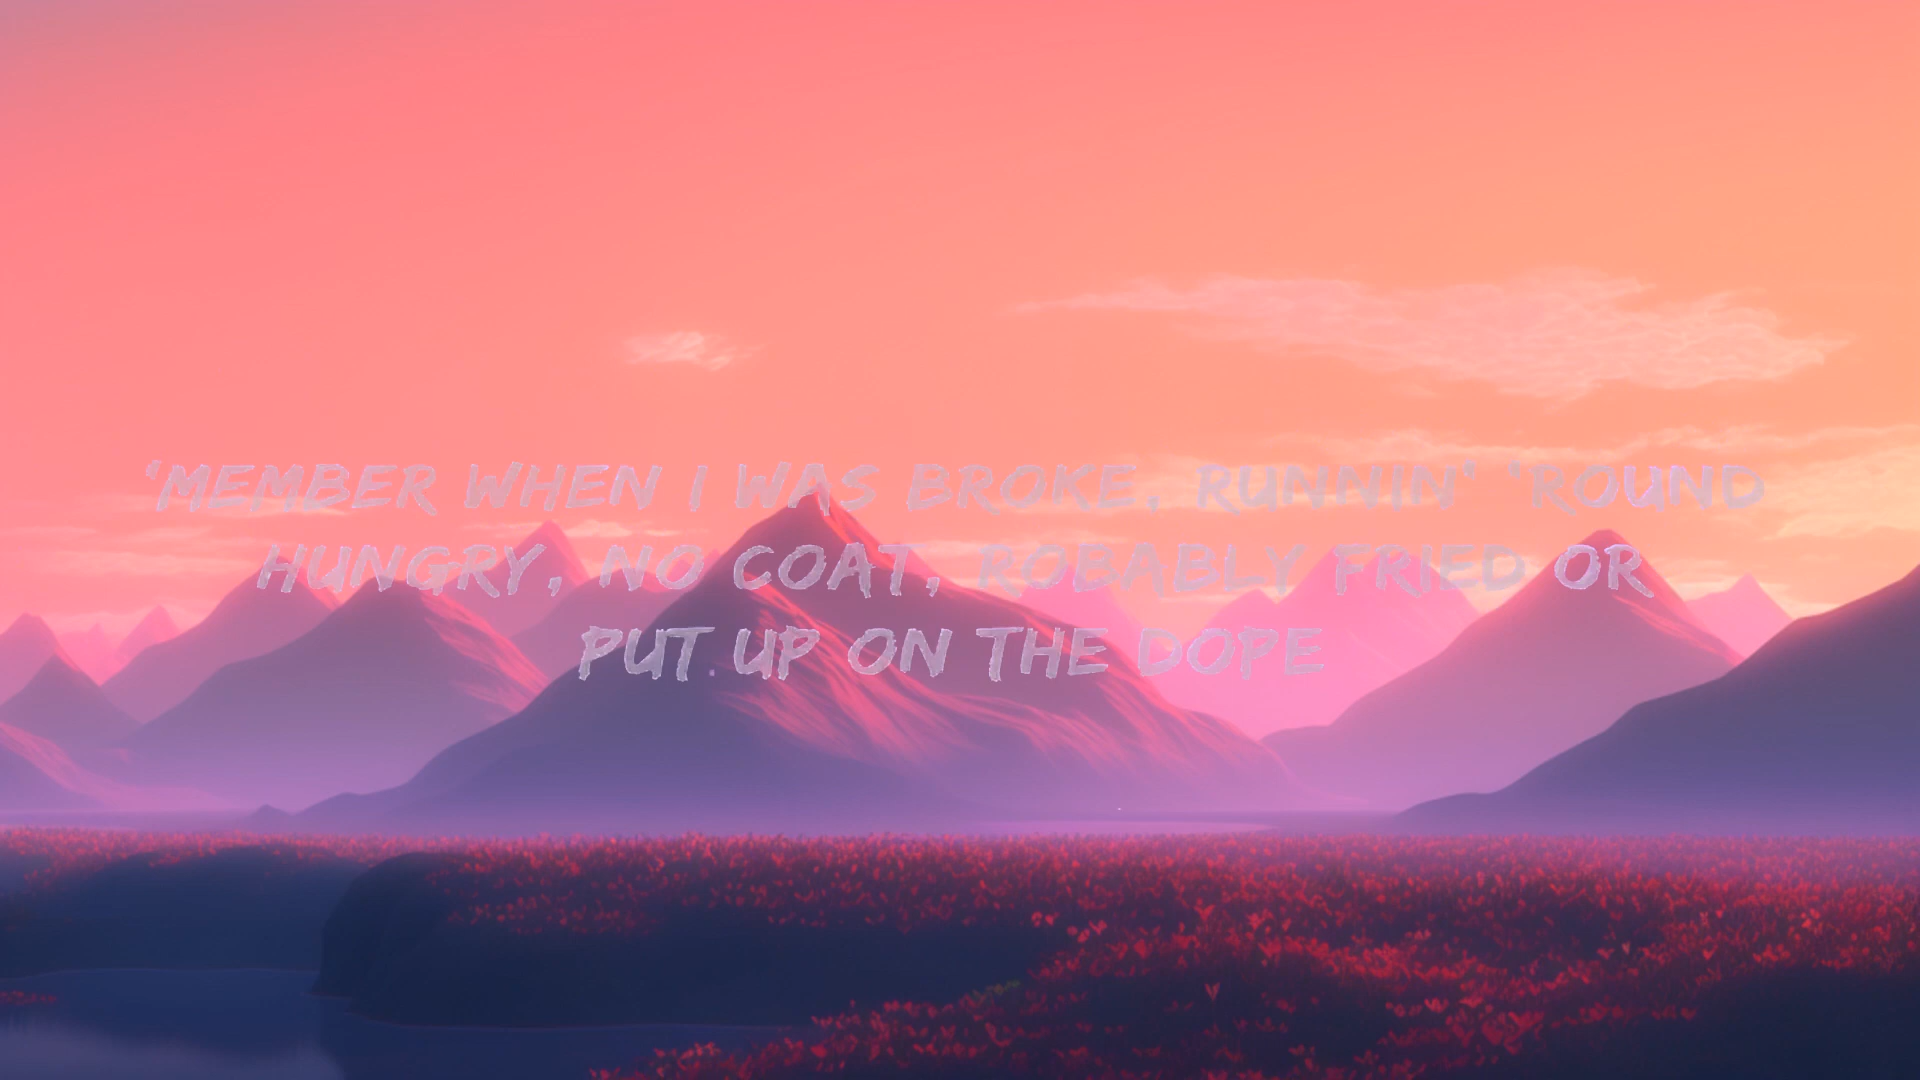 'MEMBER WHEN I WAS BROKE, RUNNIN' 'ROUND
HUNGRY, NO COAT, ROBABLY FRIED OR
PUT UP ON THE DOPE